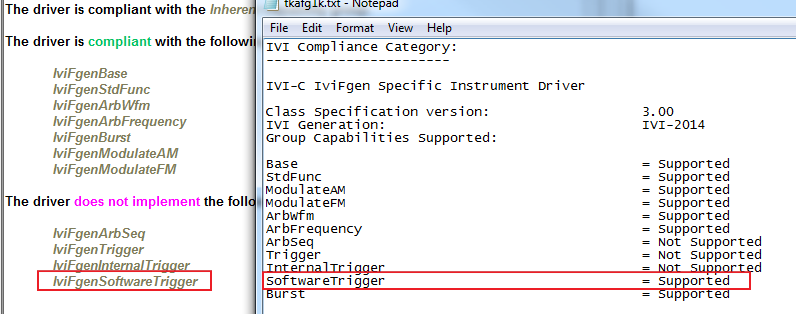 The driver is compliant with the Inheren
The driver is compliant with the followin
IviFgenBase
IviFgenStdFunc
IviFgenArbWfm
IviFgenArbFrequency
IviFgenBurst
IviFgenModulateAM
IviFgenModulateFM
The driver does not implement the follo
IviFgenArbSeq
IviFgenTrigger
IviFgenInternalTrigger
IviFgenSoftwareTrigger
tkafg1k.txt - Notepad
File Edit Format View Help
IVI Compliance Category:
-----------------------
IVI-C IviFgen Specific Instrument Driver
Class Specification version: 3.00
IVI Generation: IVI-2014
Group Capabilities Supported:
Base = Supported
StdFunc = Supported
ModulateAM = Supported
ModulateFM = Supported
ArbWfm = Supported
ArbFrequency = Supported
ArbSeq = Not Supported
Trigger = Not Supported
InternalTrigger = Not Supported
SoftwareTrigger = Supported
Burst = Supported